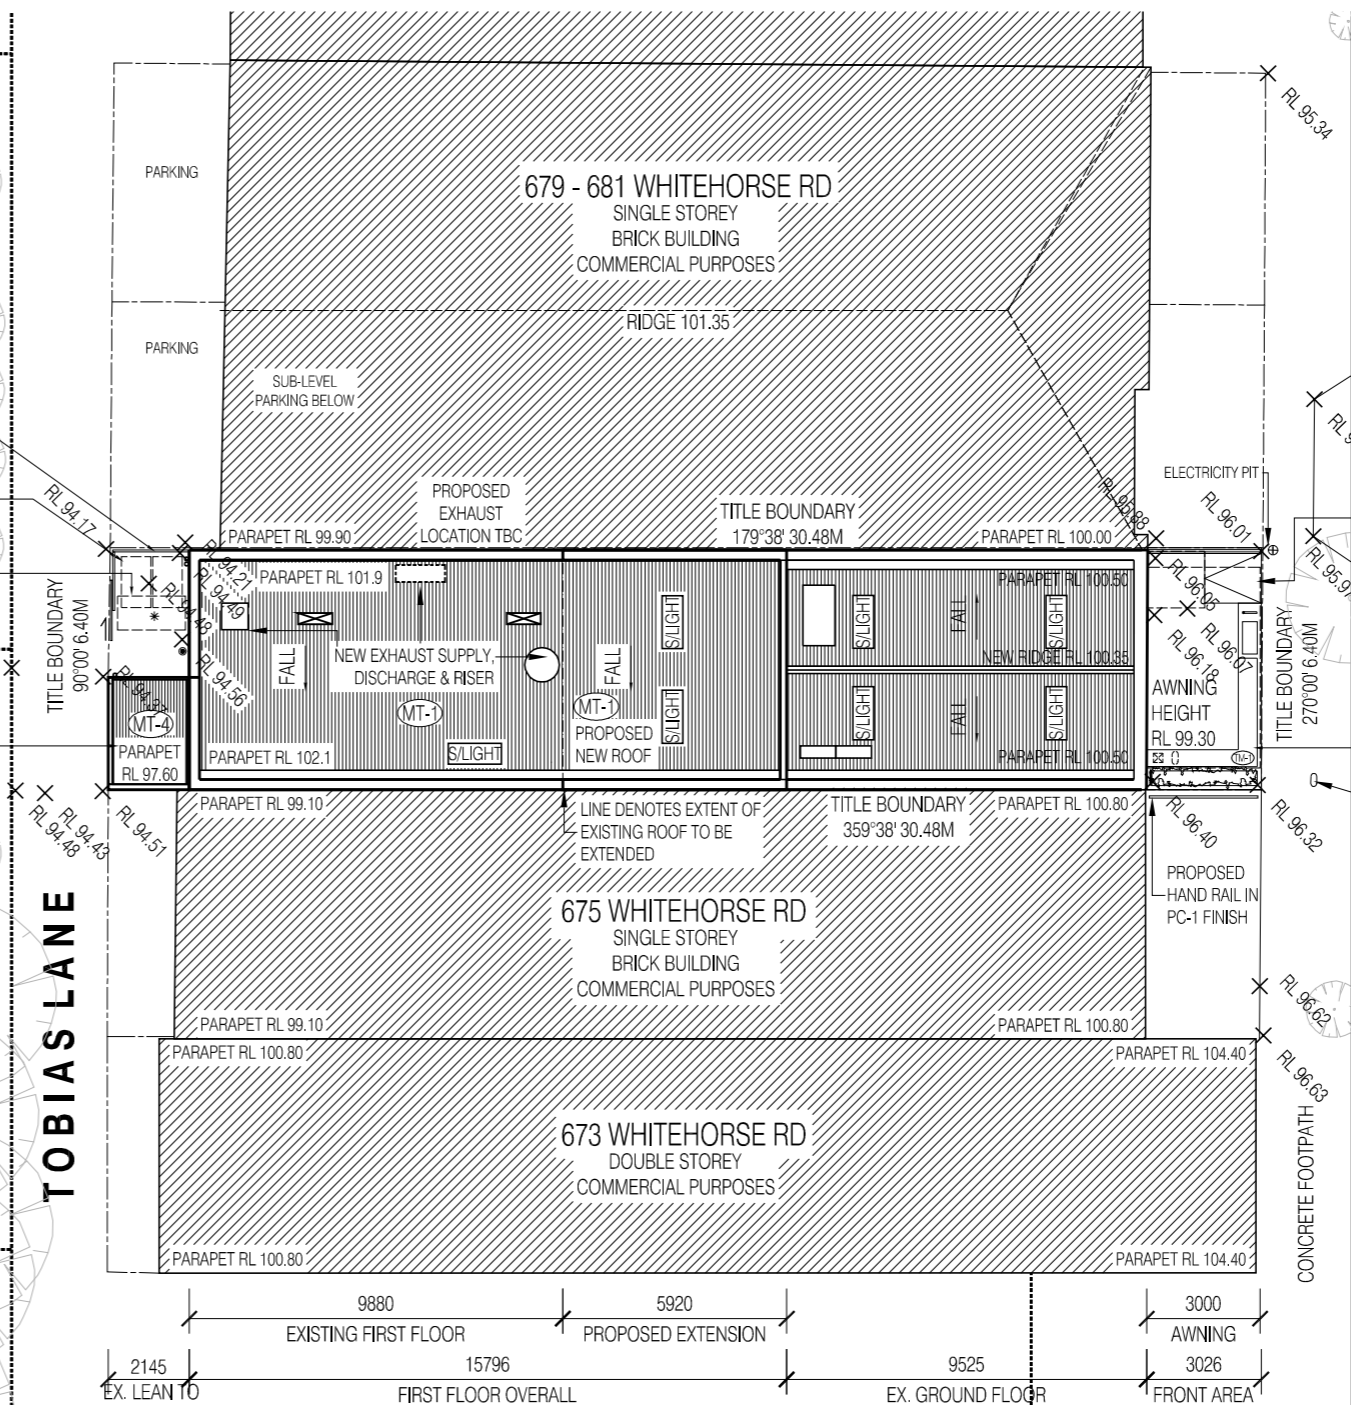 RL 95.34
PARKING
679 - 681 WHITEHORSE RD
SINGLE STOREY
BRICK BUILDING
COMMERCIAL PURPOSES
RIDGE 101.35
PARKING
SUB-LEVEL
PARKING BELOW
ELECTRICITY PIT
RL 94.17
PROPOSED
EXHAUST
LOCATION TBC
TITLE BOUNDARY
179°38' 30.48M
RL 95.88
RL 96.01
PARAPET RL 99.90
PARAPET RL 100.00
RL 94.21
RL 94.49
RL 94.48
RL 94.56
PARAPET RL 101.9
PARAPET RL 100.50
RL 96.05
RL 95.97
TITLE BOUNDARY
90°00' 6.40M
S/LIGHT
S/LIGHT
FALL
S/LIGHT
RL 96.07
RL 96.18
FALL
NEW EXHAUST SUPPLY,
DISCHARGE & RISER
FALL
NEW RIDGE RL 100.35
TITLE BOUNDARY
270°00' 6.40M
MT-4
MT-1
MT-1
PROPOSED
NEW ROOF
S/LIGHT
S/LIGHT
FALL
S/LIGHT
AWNING
HEIGHT
RL 99.30
PARAPET
RL 97.60
PARAPET RL 102.1
S/LIGHT
PARAPET RL 100.50
PARAPET RL 99.10
LINE DENOTES EXTENT OF
EXISTING ROOF TO BE
EXTENDED
TITLE BOUNDARY
359°38' 30.48M
PARAPET RL 100.80
RL 94.48
RL 94.43
RL 94.51
RL 96.40
RL 96.32
PROPOSED
HAND RAIL IN
PC-1 FINISH
TOBIAS LANE
675 WHITEHORSE RD
SINGLE STOREY
BRICK BUILDING
COMMERCIAL PURPOSES
RL 96.62
PARAPET RL 99.10
PARAPET RL 100.80
PARAPET RL 100.80
PARAPET RL 104.40
RL 96.63
673 WHITEHORSE RD
DOUBLE STOREY
COMMERCIAL PURPOSES
CONCRETE FOOTPATH
PARAPET RL 100.80
PARAPET RL 104.40
9880
5920
3000
EXISTING FIRST FLOOR
PROPOSED EXTENSION
AWNING
2145
15796
9525
3026
EX. LEAN TO
FIRST FLOOR OVERALL
EX. GROUND FLOOR
FRONT AREA